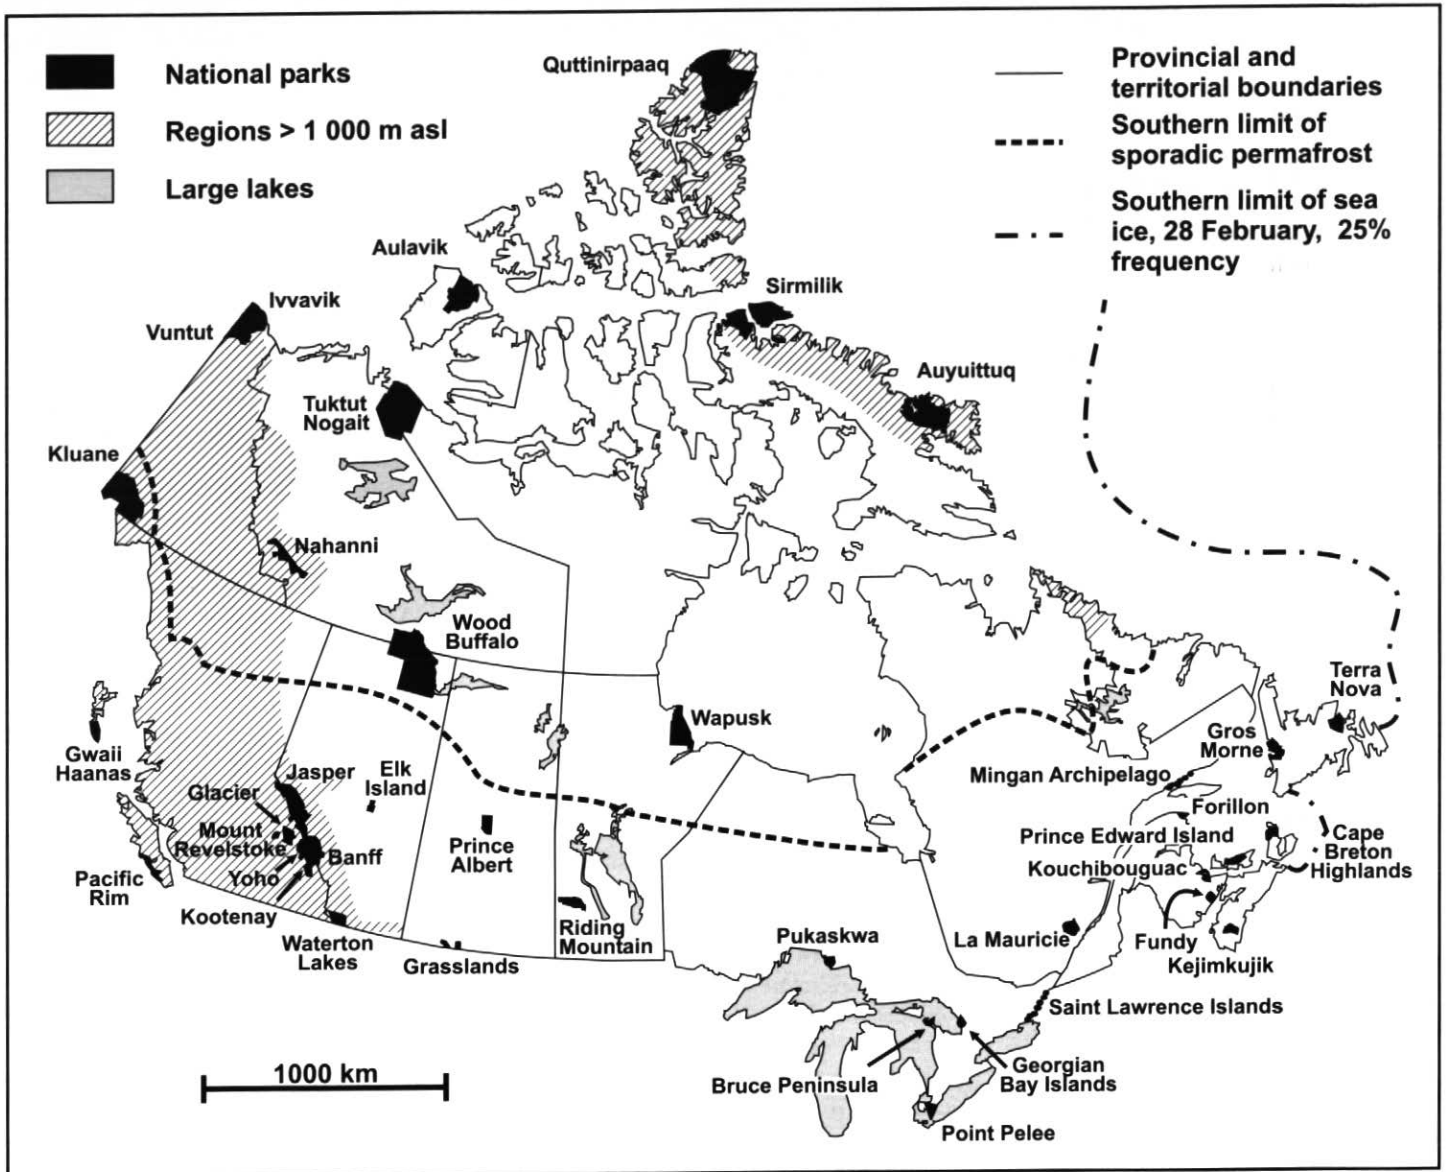 National parks
Regions > 1 000 m asl
Large lakes
Provincial and
territorial boundaries
Southern limit of
sporadic permafrost
Southern limit of sea
ice, 28 February, 25%
frequency
Quttinirpaaq
Aulavik
Sirmilik
Ivvavik
Vuntut
Auyuittuq
Tuktut
Nogait
Kluane
Nahanni
Wood
Buffalo
Terra
Nova
Wapusk
Gros
Morne
Gwaii
Haanas
Jasper
Elk
Island
Mingan Archipelago
Glacier
Forillon
Mount
Revelstoke
Prince Edward Island
Cape
Breton
Highlands
Prince
Albert
Banff
Kouchibouguac
Yoho
Pacific
Rim
Kootenay
Riding
Mountain
Pukaskwa
La Mauricie
Fundy
Waterton
Lakes
Grasslands
Kejimkujik
Saint Lawrence Islands
1000 km
Bruce Peninsula
Georgian
Bay Islands
Point Pelee